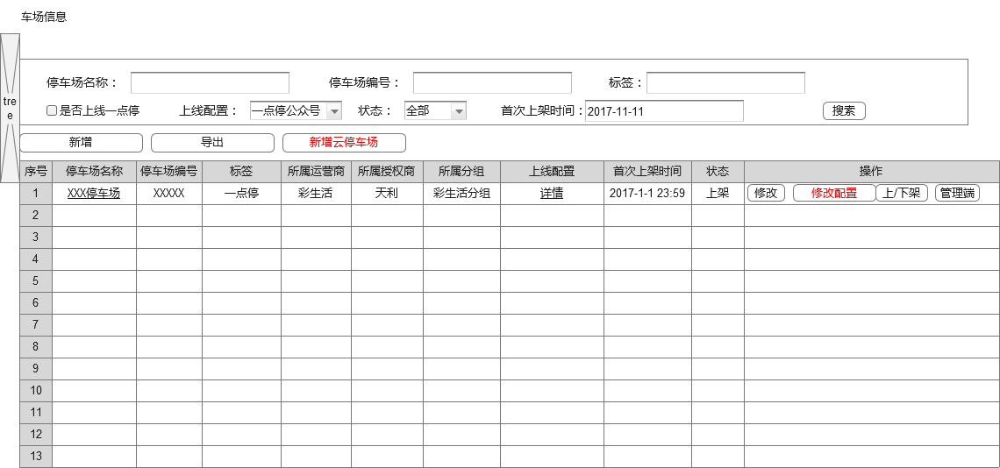 车场信息
tre
e
停车场名称： 停车场编号： 标签：
是否上线一点停 上线配置： 一点停公众号 状态： 全部 首次上架时间： 2017-11-11 搜索
新增 导出 新增云停车场
序号 停车场名称 停车场编号 标签 所属运营商 所属授权商 所属分组 上线配置 首次上架时间 状态 操作
1 XXX停车场 XXXXX 一点停 彩生活 天利 彩生活分组 详情 2017-1-1 23:59 上架 修改 修改配置 上/下架 管理端
2
3
4
5
6
7
8
9
10
11
12
13